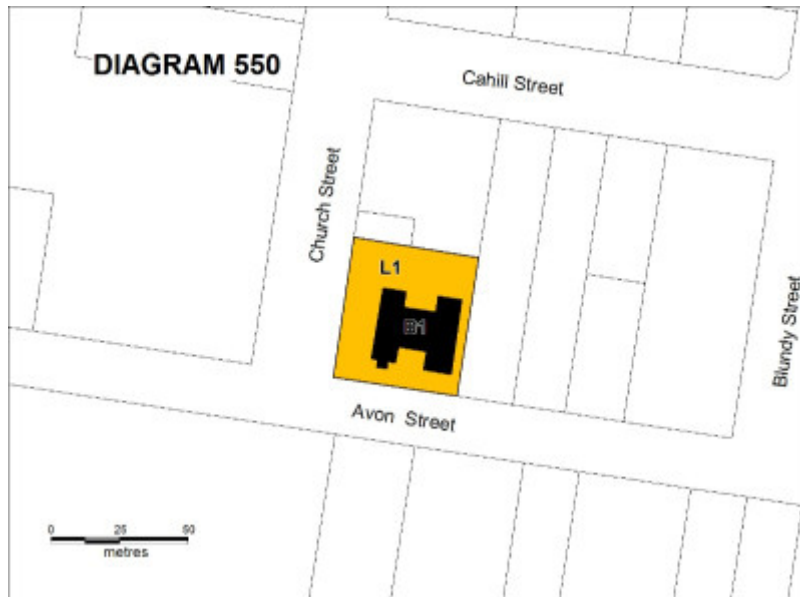 DIAGRAM 550
Cahill Street
Church Street
L1
B1
Blundy Street
Avon Street
0 25 50
metres